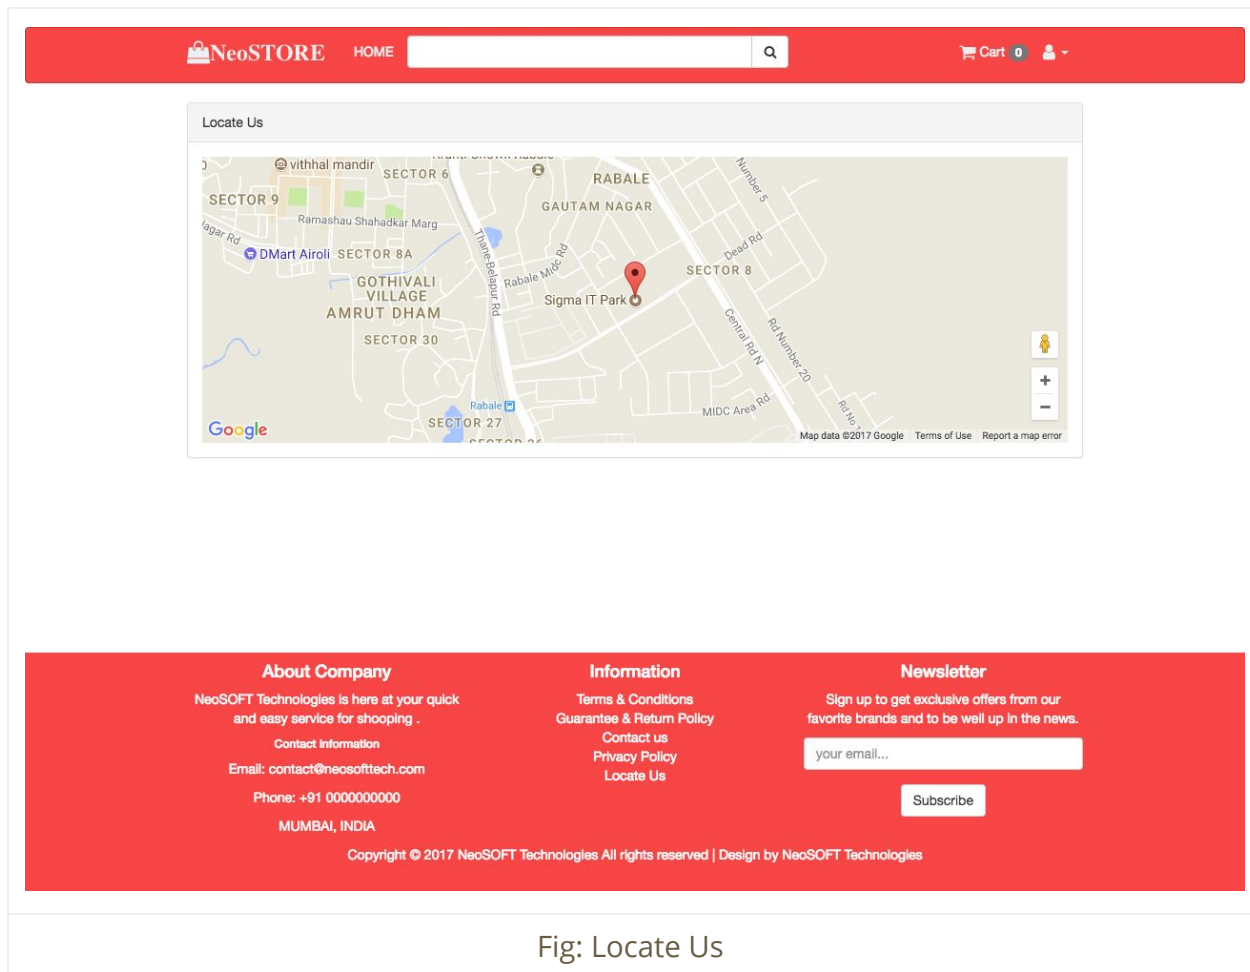 NeoSTORE HOME Cart 0
Locate Us
vithhal mandir
SECTOR 6
RABALE
Number 5
SECTOR 9
GAUTAM NAGAR
Ramashau Shahadkar Marg
Thane-Belapur Rd
Dead Rd
DMart Airoli
SECTOR 8A
Rabale Midc Rd
SECTOR 8
GOTHIVALI
VILLAGE
AMRUT DHAM
Sigma IT Park
SECTOR 30
Central Rd N
Rd Number 20
Rabale
MIDC Area Rd
SECTOR 27
Google
Map data ©2017 Google Terms of Use Report a map error
About Company
NeoSOFT Technologies is here at your quick
and easy service for shooping .
Contact Information
Email: contact@neosofttech.com
Phone: +91 0000000000
MUMBAI, INDIA
Information
Terms & Conditions
Guarantee & Return Policy
Contact us
Privacy Policy
Locate Us
Newsletter
Sign up to get exclusive offers from our
favorite brands and to be well up in the news.
your email...
Subscribe
Copyright © 2017 NeoSOFT Technologies All rights reserved | Design by NeoSOFT Technologies
Fig: Locate Us